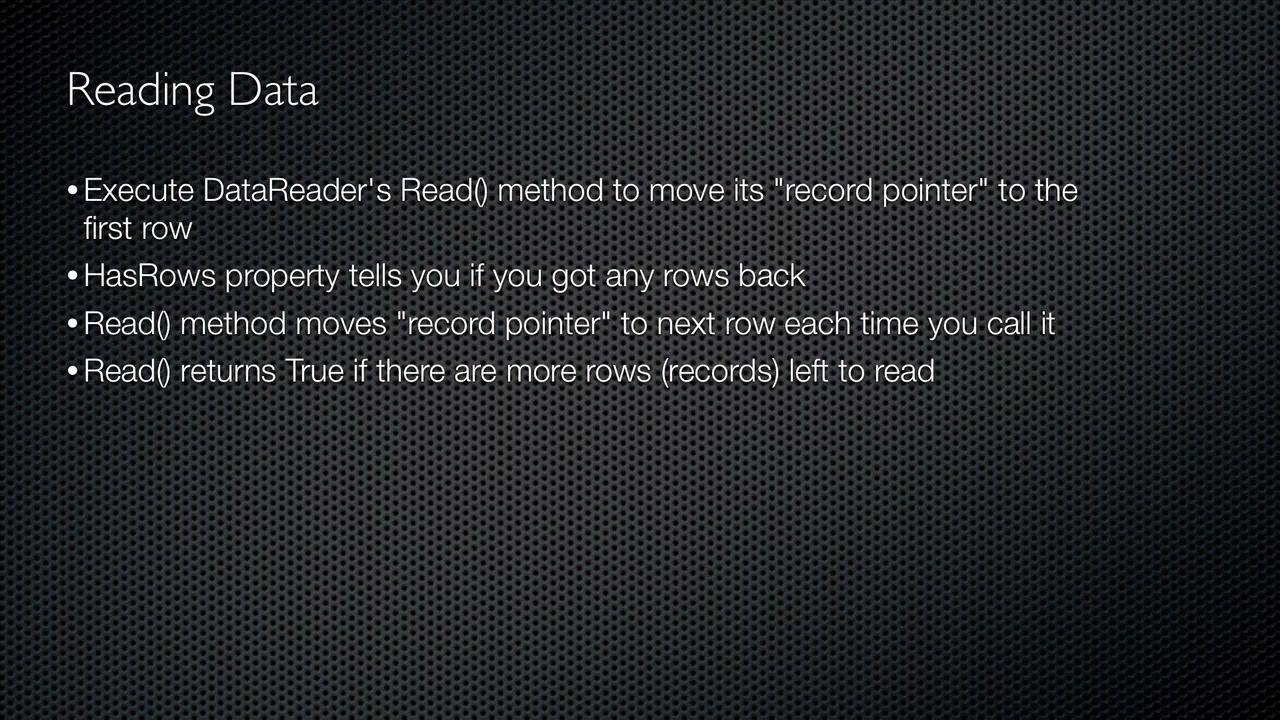 Reading Data
• Execute DataReader's Read() method to move its "record pointer" to the
first row
• HasRows property tells you if you got any rows back
• Read() method moves "record pointer" to next row each time you call it
• Read() returns True if there are more rows (records) left to read